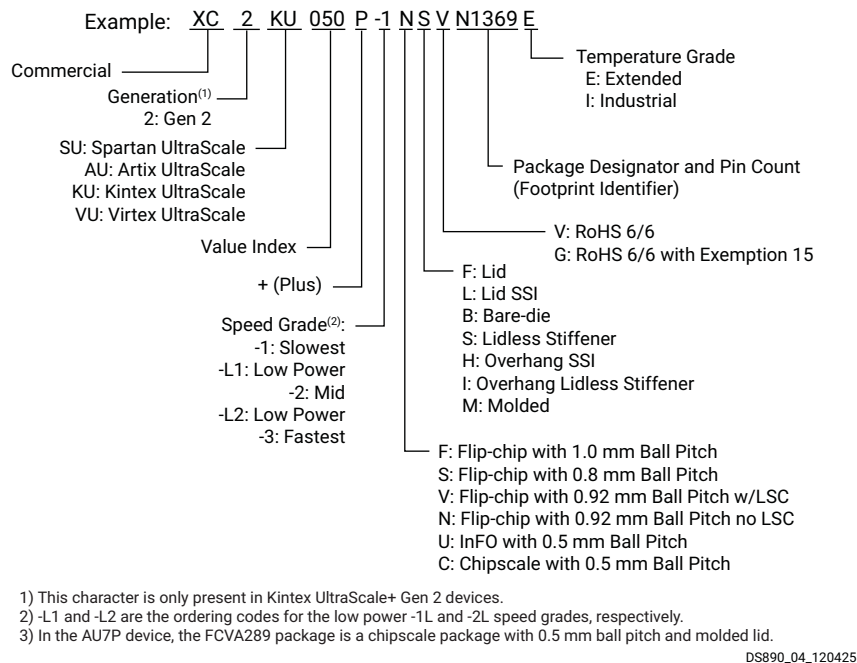 Example: XC 2 KU 050 P -1 N S V N1369 E
Temperature Grade
E: Extended
I: Industrial
Commercial
Generation(1)
2: Gen 2
SU: Spartan UltraScale
AU: Artix UltraScale
KU: Kintex UltraScale
VU: Virtex UltraScale
Package Designator and Pin Count
(Footprint Identifier)
Value Index
V: RoHS 6/6
G: RoHS 6/6 with Exemption 15
+ (Plus)
F: Lid
L: Lid SSI
B: Bare-die
S: Lidless Stiffener
H: Overhang SSI
I: Overhang Lidless Stiffener
M: Molded
Speed Grade(2):
-1: Slowest
-L1: Low Power
-2: Mid
-L2: Low Power
-3: Fastest
F: Flip-chip with 1.0 mm Ball Pitch
S: Flip-chip with 0.8 mm Ball Pitch
V: Flip-chip with 0.92 mm Ball Pitch w/LSC
N: Flip-chip with 0.92 mm Ball Pitch no LSC
U: InFO with 0.5 mm Ball Pitch
C: Chipscale with 0.5 mm Ball Pitch
1) This character is only present in Kintex UltraScale+ Gen 2 devices.
2) -L1 and -L2 are the ordering codes for the low power -1L and -2L speed grades, respectively.
3) In the AU7P device, the FCVA289 package is a chipscale package with 0.5 mm ball pitch and molded lid.
DS890_04_120425